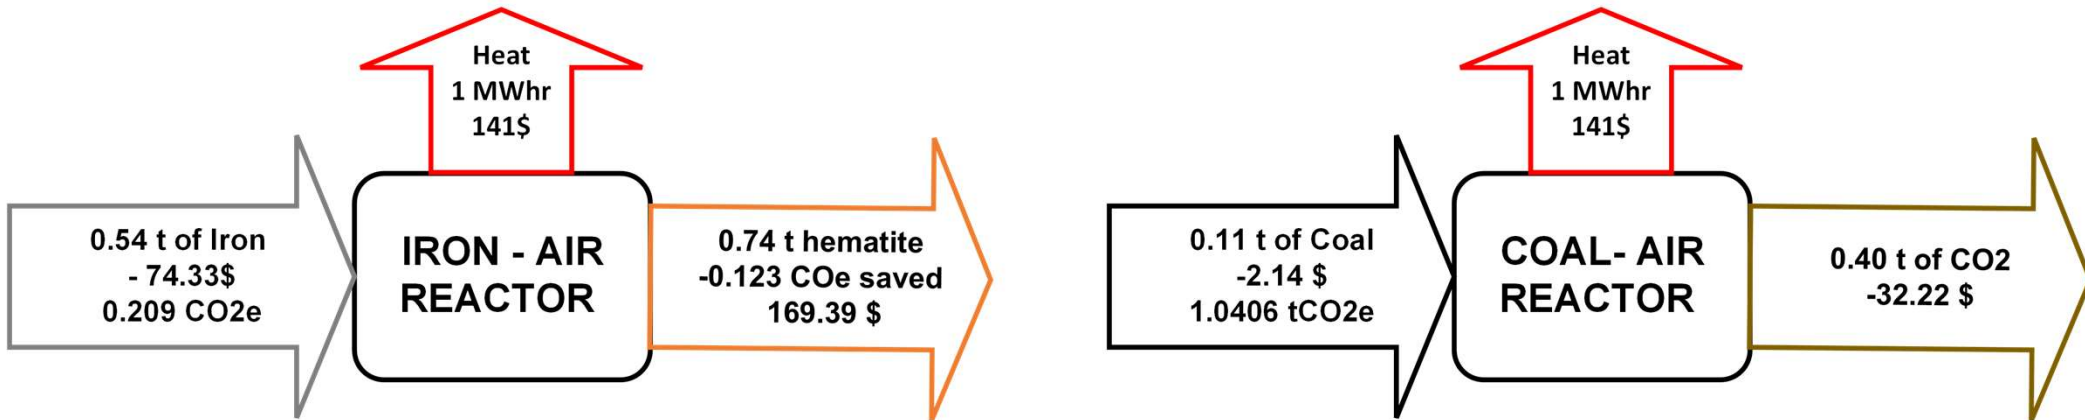 Heat
1 MWhr
141$
0.54 t of Iron
- 74.33$
0.209 CO2e
IRON - AIR
REACTOR
0.74 t hematite
-0.123 COe saved
169.39 $
Heat
1 MWhr
141$
0.11 t of Coal
-2.14 $
1.0406 tCO2e
COAL- AIR
REACTOR
0.40 t of CO2
-32.22 $